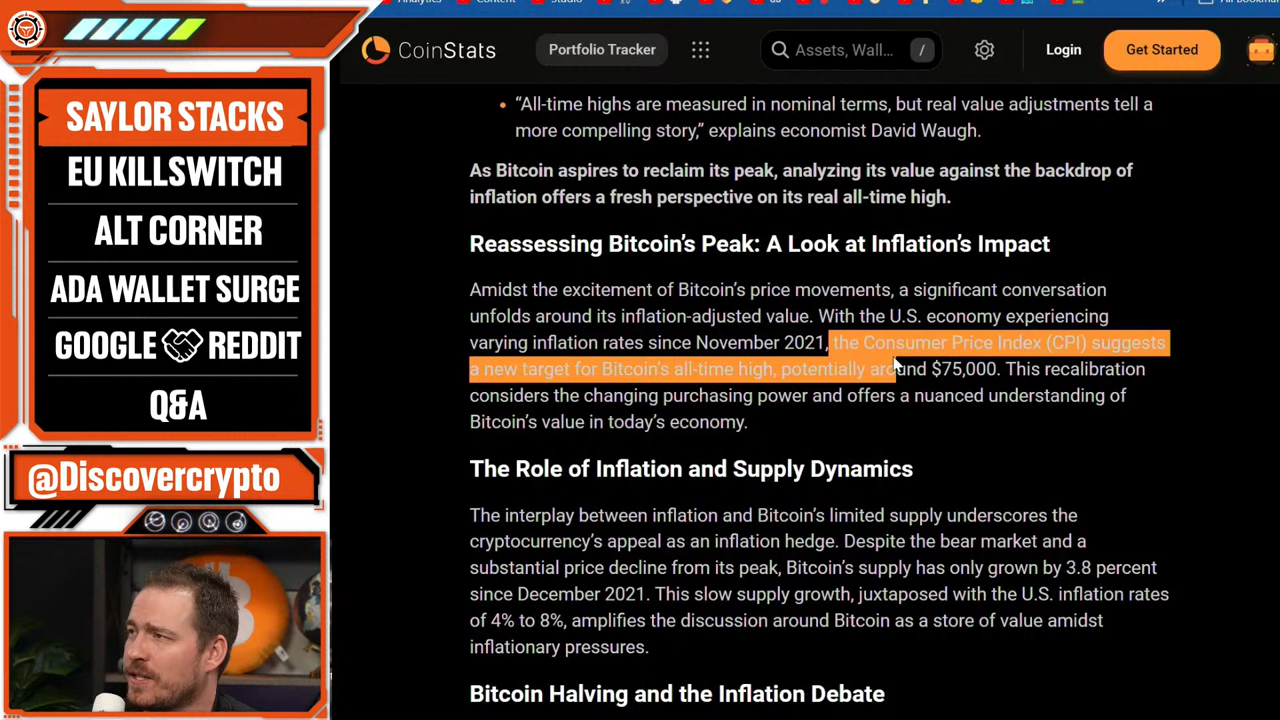 SAYLOR STACKS
EU KILLSWITCH
ALT CORNER
ADA WALLET SURGE
GOOGLE REDDIT
Q&A
@Discovercrypto
CoinStats
Portfolio Tracker
Assets, Wall...
/
Login
Get Started
“All-time highs are measured in nominal terms, but real value adjustments tell a
more compelling story,” explains economist David Waugh.
As Bitcoin aspires to reclaim its peak, analyzing its value against the backdrop of
inflation offers a fresh perspective on its real all-time high.
Reassessing Bitcoin’s Peak: A Look at Inflation’s Impact
Amidst the excitement of Bitcoin’s price movements, a significant conversation
unfolds around its inflation-adjusted value. With the U.S. economy experiencing
varying inflation rates since November 2021, the Consumer Price Index (CPI) suggests
a new target for Bitcoin’s all-time high, potentially around $75,000. This recalibration
considers the changing purchasing power and offers a nuanced understanding of
Bitcoin’s value in today’s economy.
The Role of Inflation and Supply Dynamics
The interplay between inflation and Bitcoin’s limited supply underscores the
cryptocurrency’s appeal as an inflation hedge. Despite the bear market and a
substantial price decline from its peak, Bitcoin’s supply has only grown by 3.8 percent
since December 2021. This slow supply growth, juxtaposed with the U.S. inflation rates
of 4% to 8%, amplifies the discussion around Bitcoin as a store of value amidst
inflationary pressures.
Bitcoin Halving and the Inflation Debate